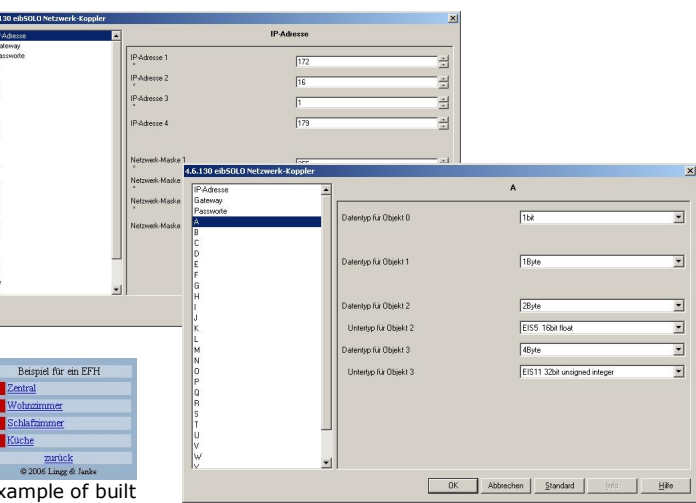 130 eibSOLO Netzwerk-Koppler
IP-Adresse
IP-Adresse 1
172
IP-Adresse 2
16
IP-Adresse 3
1
IP-Adresse 4
179
Netzwerk-Maske 1
Netzwerk-Maske
Netzwerk-Maske
Netzwerk-Maske
4.6.130 eibSOLO Netzwerk-Koppler
IP-Adresse
Gateway
Passworte
A
B
C
D
E
F
G
H
I
J
K
L
M
N
O
P
Q
R
S
T
U
V
W
A
Datentyp für Objekt 0
1bit
Datentyp für Objekt 1
1Byte
Datentyp für Objekt 2
2Byte
Untertyp für Objekt 2
EIS5 16bit float
Datentyp für Objekt 3
4Byte
Untertyp für Objekt 3
EIS11 32bit unsigned integer
OK Abbrechen Standard Info Hilfe
Beispiel für ein EFH
Zentral
Wohnzimmer
Schlafzimmer
Küche
zurück
© 2006 Lingg & Janke
xample of built